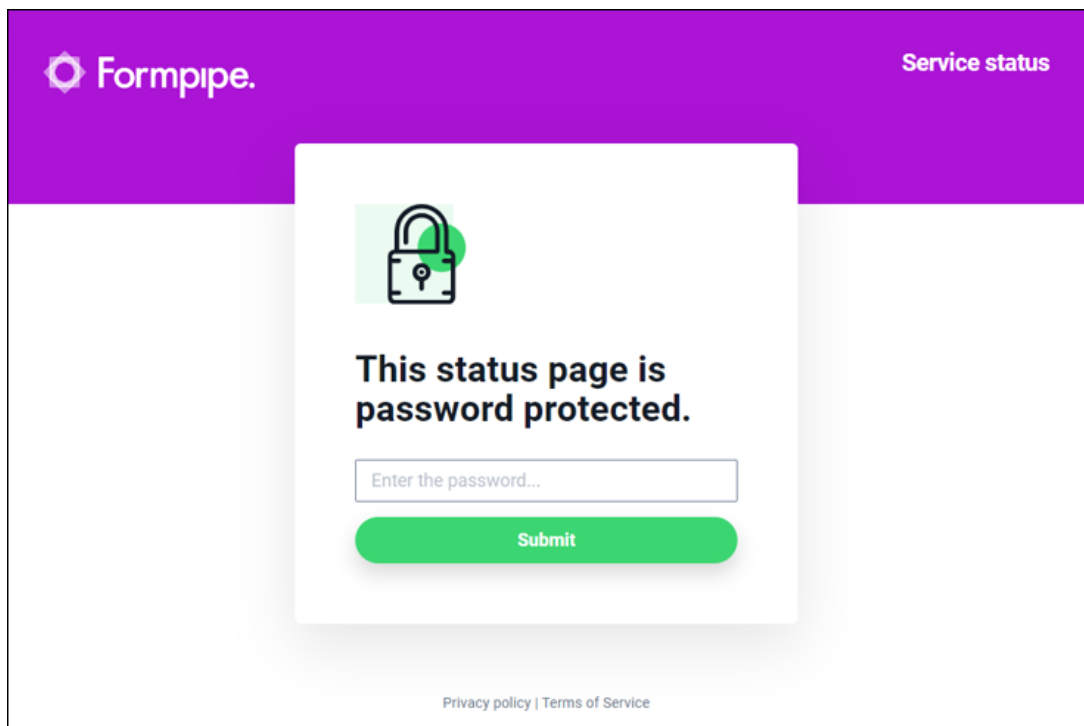 Formpipe.
Service status
This status page is
password protected.
Enter the password...
Submit
Privacy policy | Terms of Service